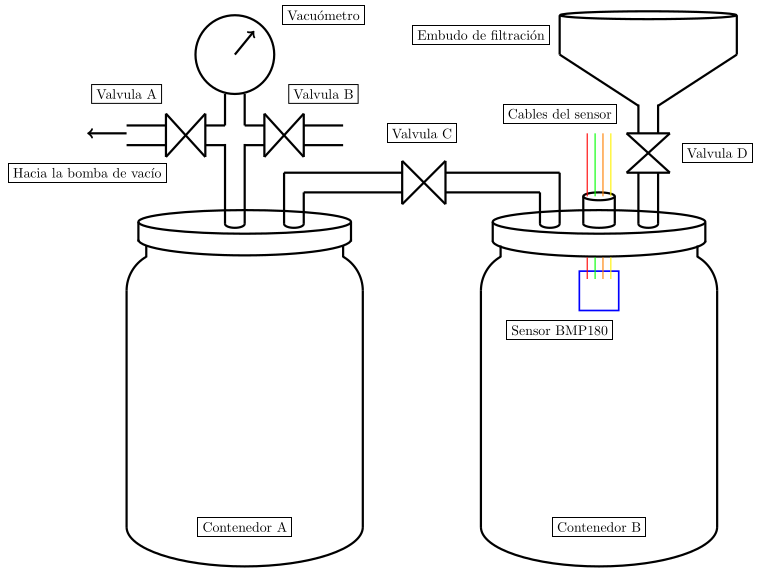 Vacuómetro
Embudo de filtración
Valvula A
Valvula B
Cables del sensor
Valvula C
Valvula D
Hacia la bomba de vacío
Sensor BMP180
Contenedor A
Contenedor B